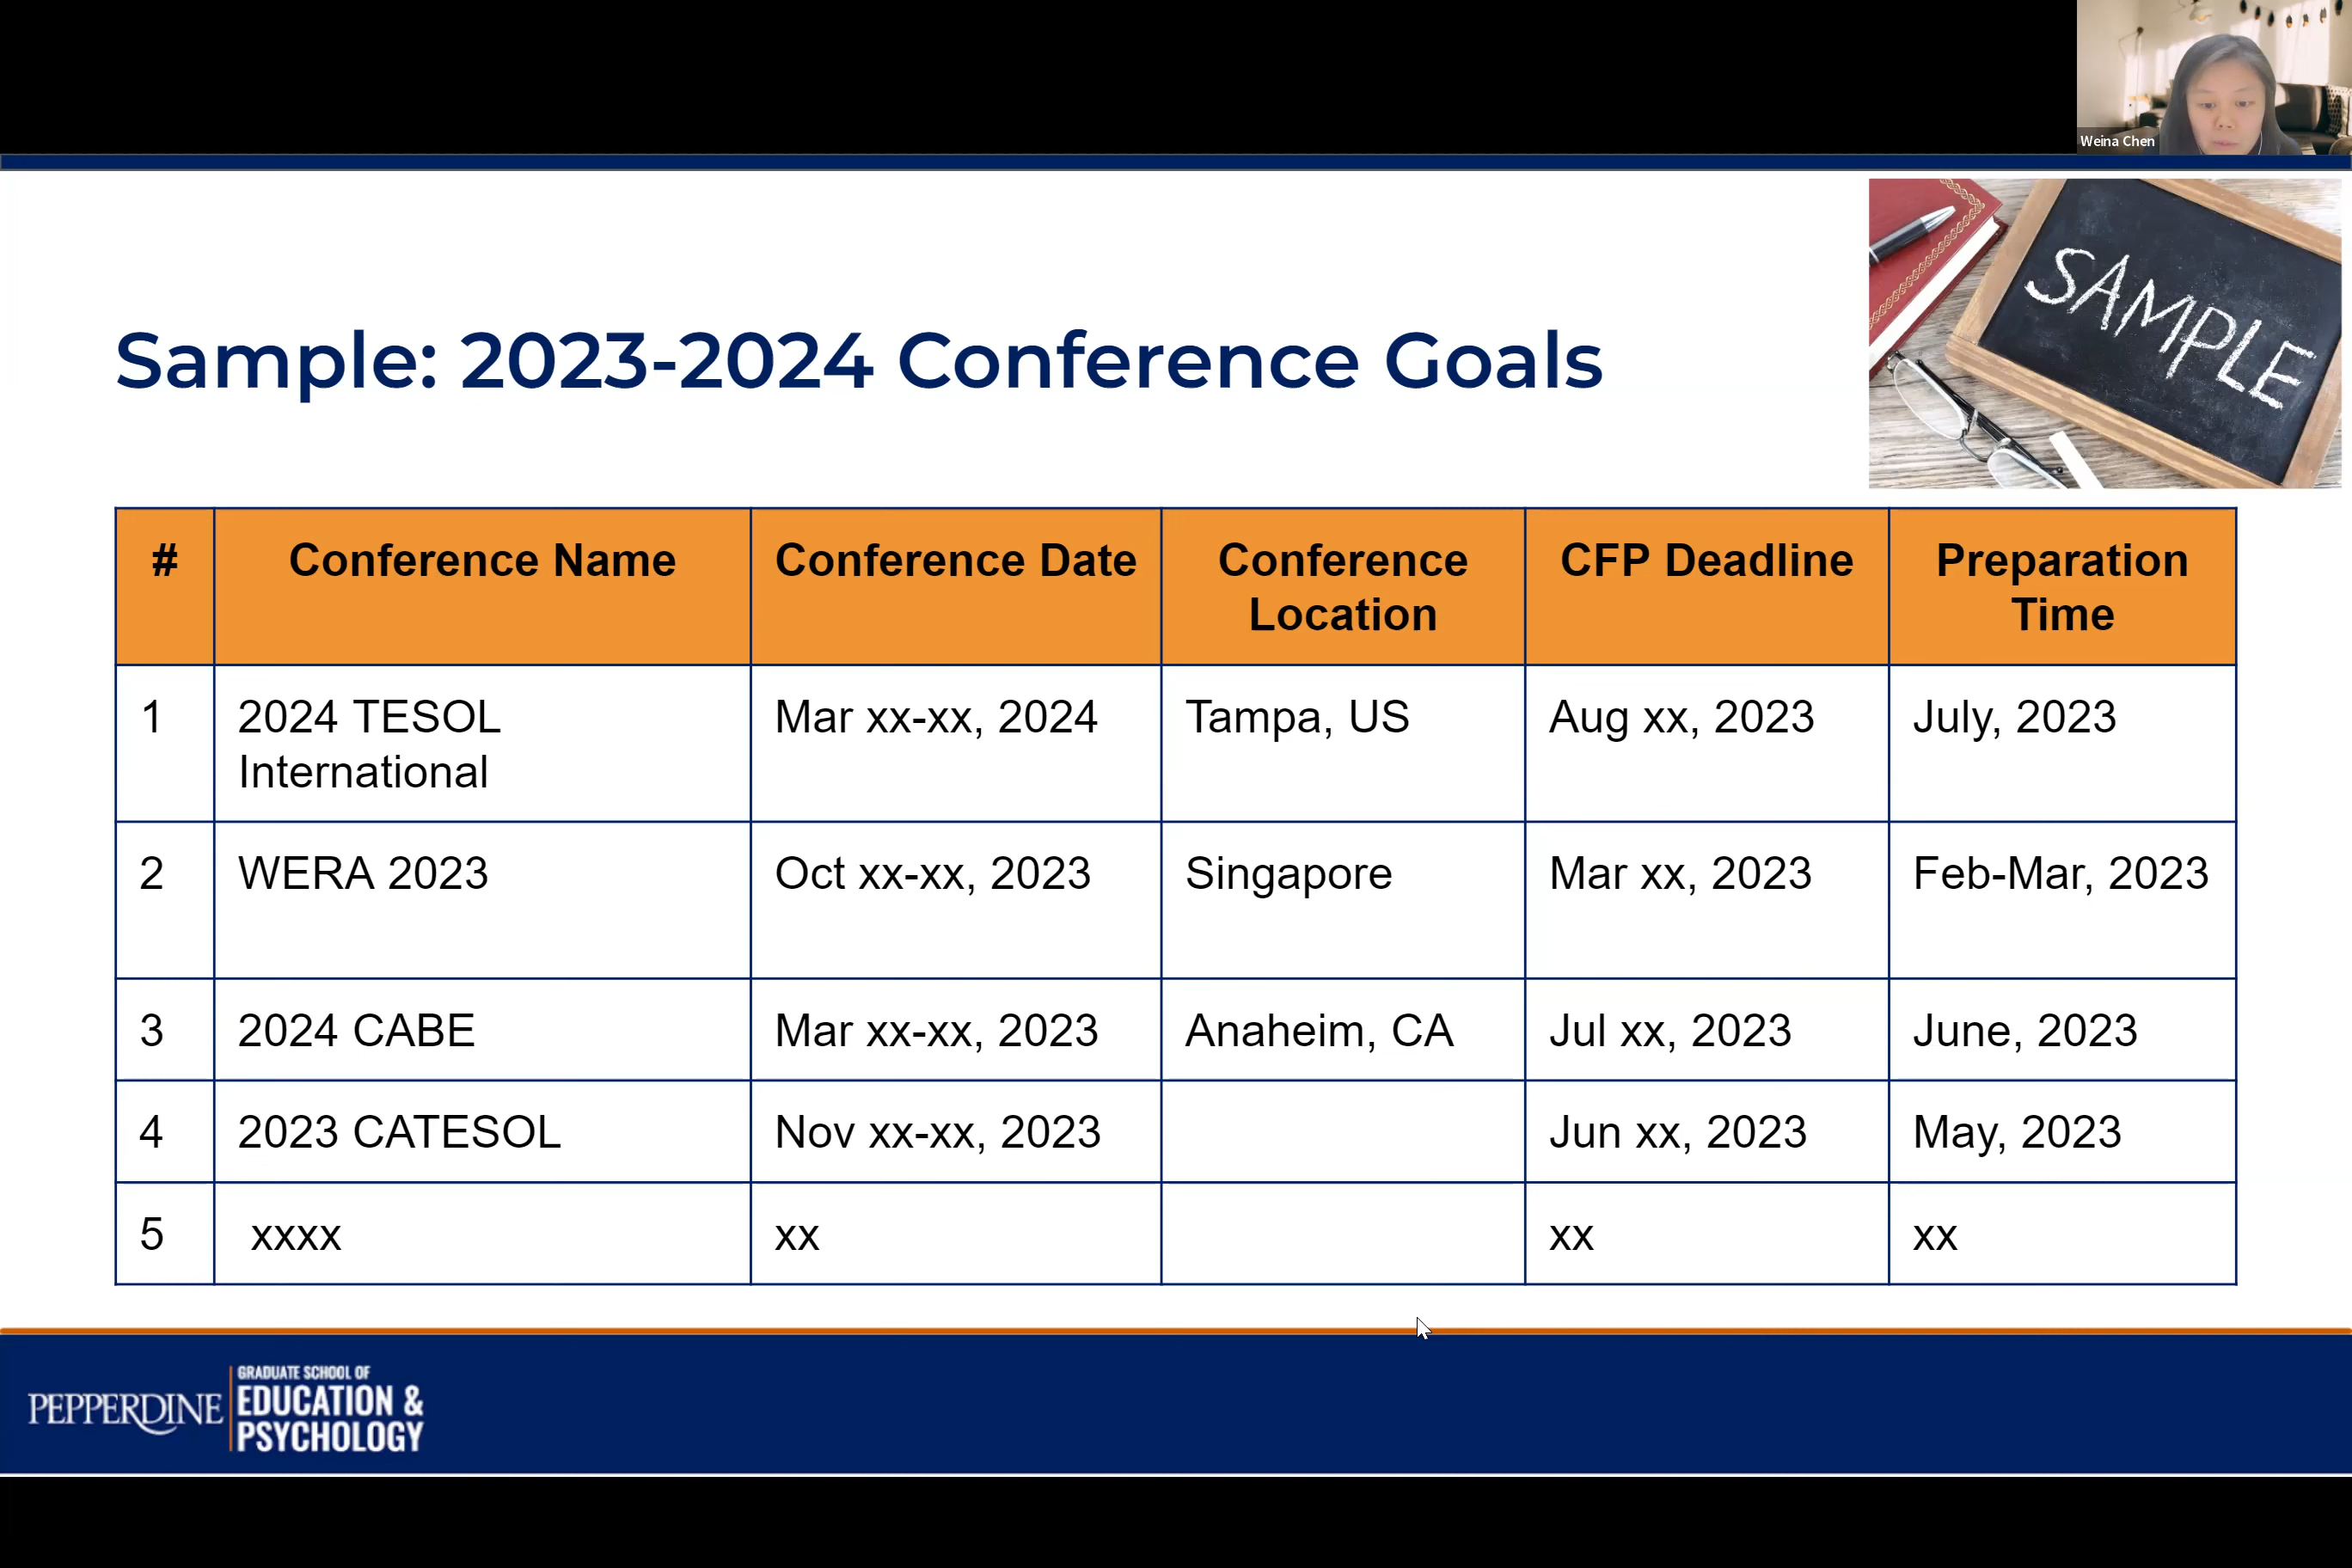 Weina Chen
SAMPLE
Sample: 2023-2024 Conference Goals
# Conference Name Conference Date Conference Location CFP Deadline Preparation Time
1 2024 TESOL International Mar xx-xx, 2024 Tampa, US Aug xx, 2023 July, 2023
2 WERA 2023 Oct xx-xx, 2023 Singapore Mar xx, 2023 Feb-Mar, 2023
3 2024 CABE Mar xx-xx, 2023 Anaheim, CA Jul xx, 2023 June, 2023
4 2023 CATESOL Nov xx-xx, 2023 Jun xx, 2023 May, 2023
5 xxxx xx xx xx
PEPPERDINE
GRADUATE SCHOOL OF
EDUCATION &
PSYCHOLOGY